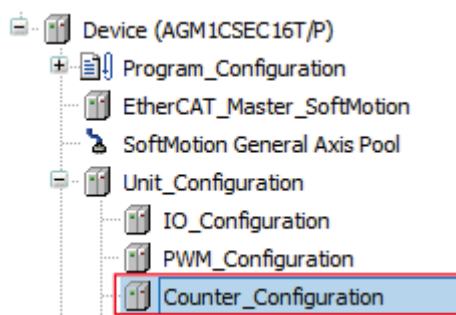 Device (AGM1CSEC16T/P)
Program_Configuration
EtherCAT_Master_SoftMotion
SoftMotion General Axis Pool
Unit_Configuration
IO_Configuration
PWM_Configuration
Counter_Configuration